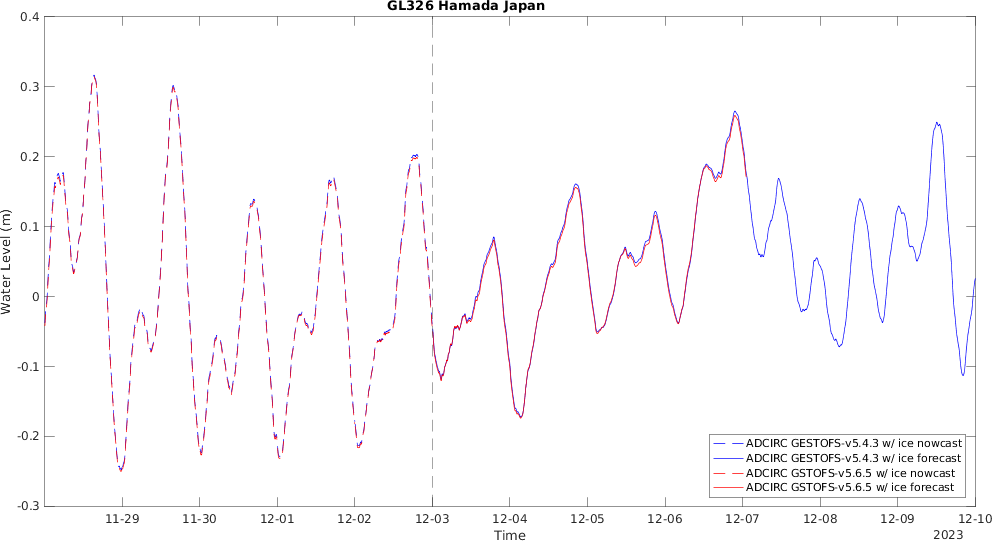 GL326 Hamada Japan
0.4
0.3
0.2
0.1
0
-0.1
-0.2
-0.3
Water Level (m)
ADCIRC GESTOFS-v5.4.3 w/ ice nowcast
ADCIRC GESTOFS-v5.4.3 w/ ice forecast
ADCIRC GSTOFS-v5.6.5 w/ ice nowcast
ADCIRC GSTOFS-v5.6.5 w/ ice forecast
11-29 11-30 12-01 12-02 12-03 12-04 12-05 12-06 12-07 12-08 12-09 12-10
Time
2023